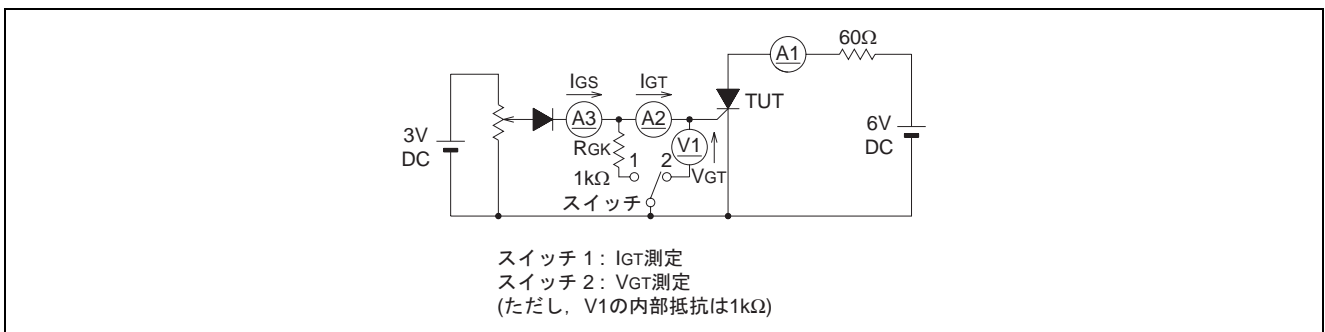 60Ω
A1
IGS
IGT
TUT
3V
DC
A3
A2
6V
DC
RGK
1
2
V1
1kΩ
VGT
スイッチ
スイッチ 1 : IGT測定
スイッチ 2 : VGT測定
(ただし，V1の内部抵抗は1kΩ)